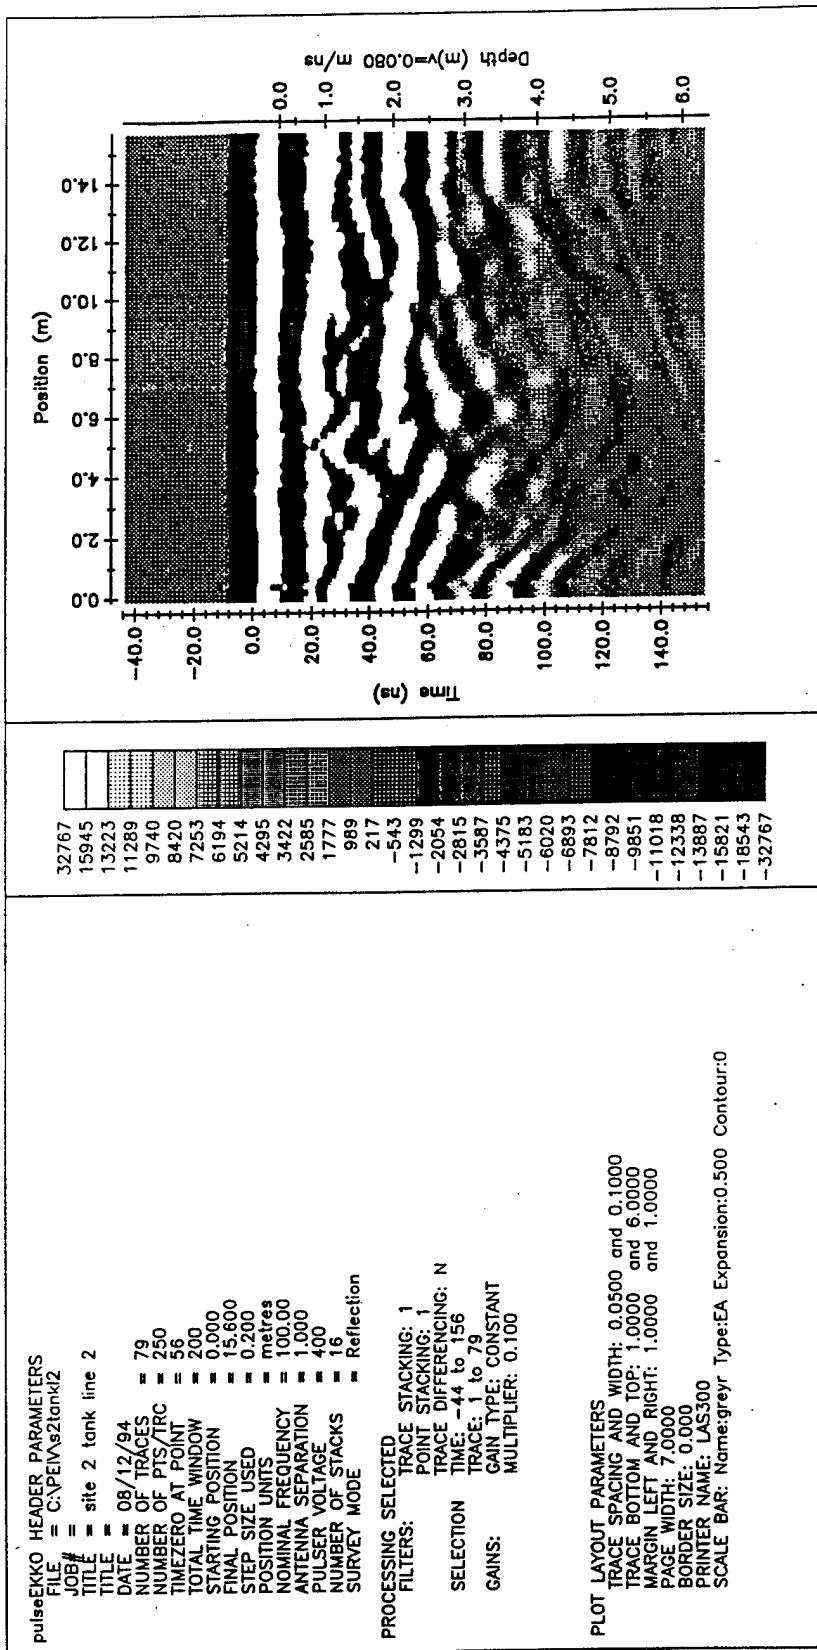 pulseEKKO HEADER PARAMETERS
FILE = C:\PEIV\s2tankl2
JOB# =
TITLE = site 2 tank line 2
TITLE =
DATE = 08/12/94
NUMBER OF TRACES = 79
NUMBER OF PTS/TRC = 250
TIMEZERO AT POINT = 56
TOTAL TIME WINDOW = 200
STARTING POSITION = 0.000
FINAL POSITION = 15.600
STEP SIZE USED = 0.200
POSITION UNITS = metres
NOMINAL FREQUENCY = 100.00
ANTENNA SEPARATION = 1.000
PULSER VOLTAGE = 400
NUMBER OF STACKS = 16
SURVEY MODE = Reflection
PROCESSING SELECTED
FILTERS: TRACE STACKING: 1
POINT STACKING: 1
TRACE DIFFERENCING: N
SELECTION TIME: -44 to 156
TRACE: 1 to 79
GAINS: GAIN TYPE: CONSTANT
MULTIPLIER: 0.100
PLOT LAYOUT PARAMETERS
TRACE SPACING AND WIDTH: 0.0500 and 0.1000
TRACE BOTTOM AND TOP: 1.0000 and 6.0000
MARGIN LEFT AND RIGHT: 1.0000 and 1.0000
PAGE WIDTH: 7.0000
BORDER SIZE: 0.000
PRINTER NAME: LAS300
SCALE BAR: Name:greyr Type:EA Expansion:0.500 Contour:0
32767
15945
13223
11289
9740
8420
7253
6194
5214
4295
3422
2585
1777
989
217
-543
-1299
-2054
-2815
-3587
-4375
-5183
-6020
-6893
-7812
-8792
-9851
-11018
-12338
-13887
-15821
-18543
-32767
Position (m)
0.0
2.0
4.0
6.0
8.0
10.0
12.0
14.0
Time (ns)
-40.0
-20.0
0.0
20.0
40.0
60.0
80.0
100.0
120.0
140.0
0.0
1.0
2.0
3.0
4.0
5.0
6.0
Depth (m)v=0.080 m/ns